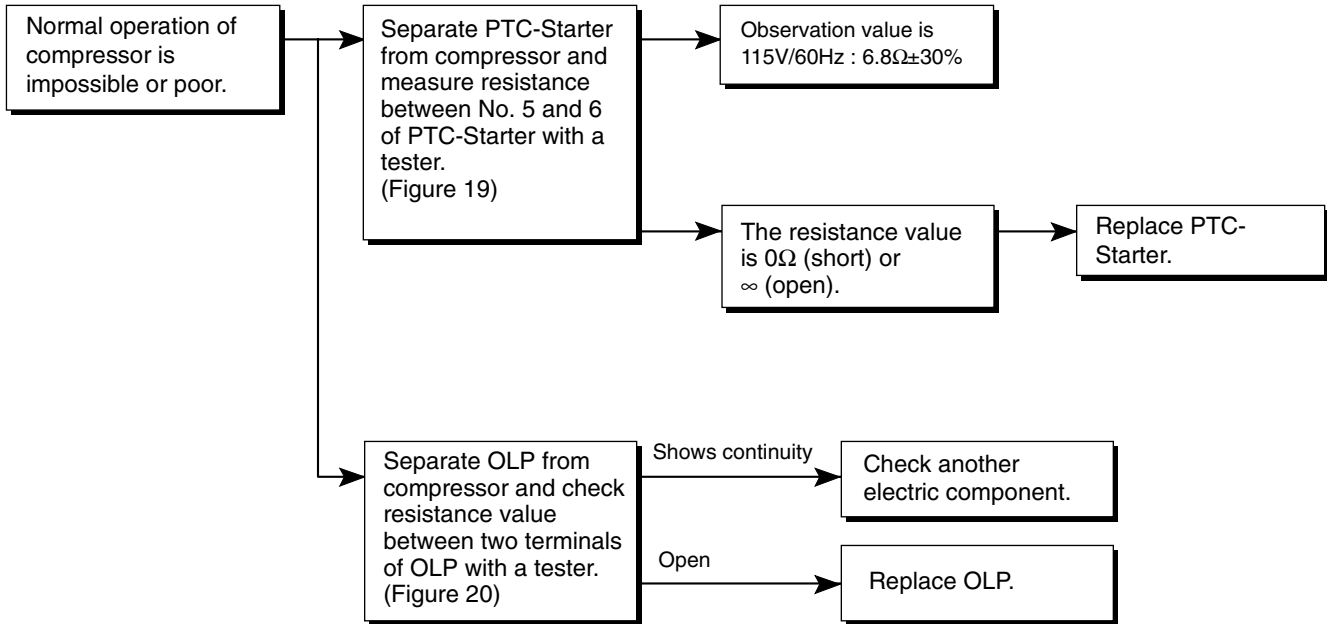 Normal operation of
compressor is
impossible or poor.
Separate PTC-Starter
from compressor and
measure resistance
between No. 5 and 6
of PTC-Starter with a
tester.
(Figure 19)
Observation value is
115V/60Hz : 6.8Ω±30%
The resistance value
is 0Ω (short) or
∞ (open).
Replace PTC-
Starter.
Separate OLP from
compressor and check
resistance value
between two terminals
of OLP with a tester.
(Figure 20)
Shows continuity
Check another
electric component.
Open
Replace OLP.